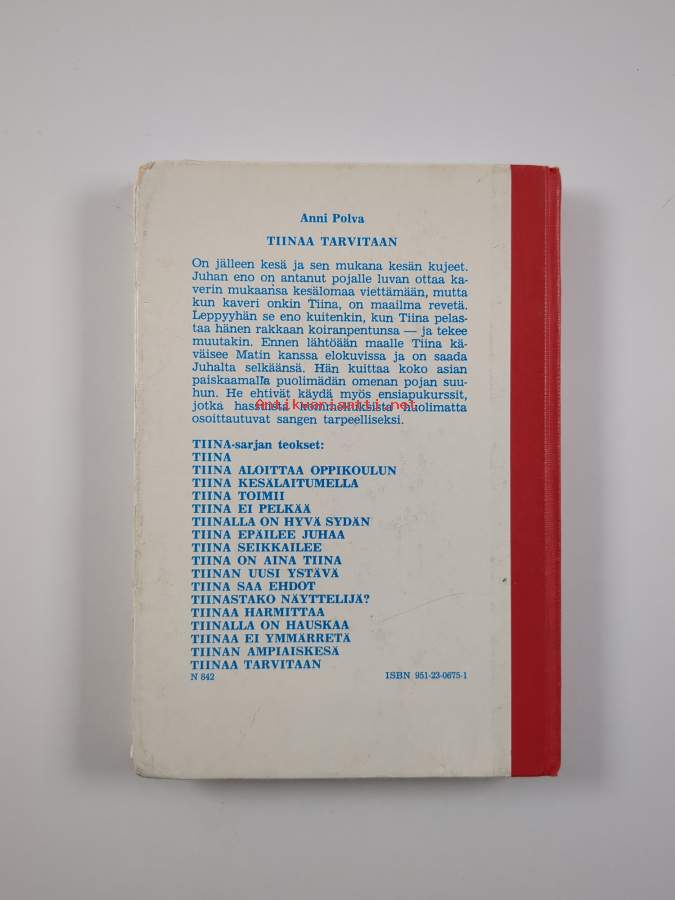 Anni Polva
TIINAA TARVITAAN
On jälleen kesä ja sen mukana kesän kujeet.
Juhan eno on antanut pojalle luvan ottaa ka-
verin mukaansa kesälomaa viettämään, mutta
kun kaveri onkin Tiina, on maailma revetä.
Leppyyhän se eno kuitenkin, kun Tiina pelas-
taa hänen rakkaan koiranpentunsa — ja tekee
muutakin. Ennen lähtöään maalle Tiina kä-
väisee Matin kanssa elokuvissa ja on saada
Juhalta selkäänsä. Hän kuittaa koko asian
paiskaamalla puolimädän omenan pojan suu-
hun. He ehtivät käydä myös ensiapukurssit,
jotka hassuista kommelluksista huolimatta
osoittautuvat sangen tarpeelliseksi.
Antikvariaatti.net
TIINA-sarjan teokset:
TIINA
TIINA ALOITTAA OPPIKOULUN
TIINA KESÄLAITUMELLA
TIINA TOIMII
TIINA EI PELKÄÄ
TIINALLA ON HYVÄ SYDÄN
TIINA EPÄILEE JUHAA
TIINA SEIKKAILEE
TIINA ON AINA TIINA
TIINAN UUSI YSTÄVÄ
TIINA SAA EHDOT
TIINASTAKO NÄYTTELIJÄ?
TIINAA HARMITTAA
TIINALLA ON HAUSKAA
TIINAA EI YMMÄRRETÄ
TIINAN AMPIAISKESÄ
TIINAA TARVITAAN
N 842 ISBN 951-23-0675-1